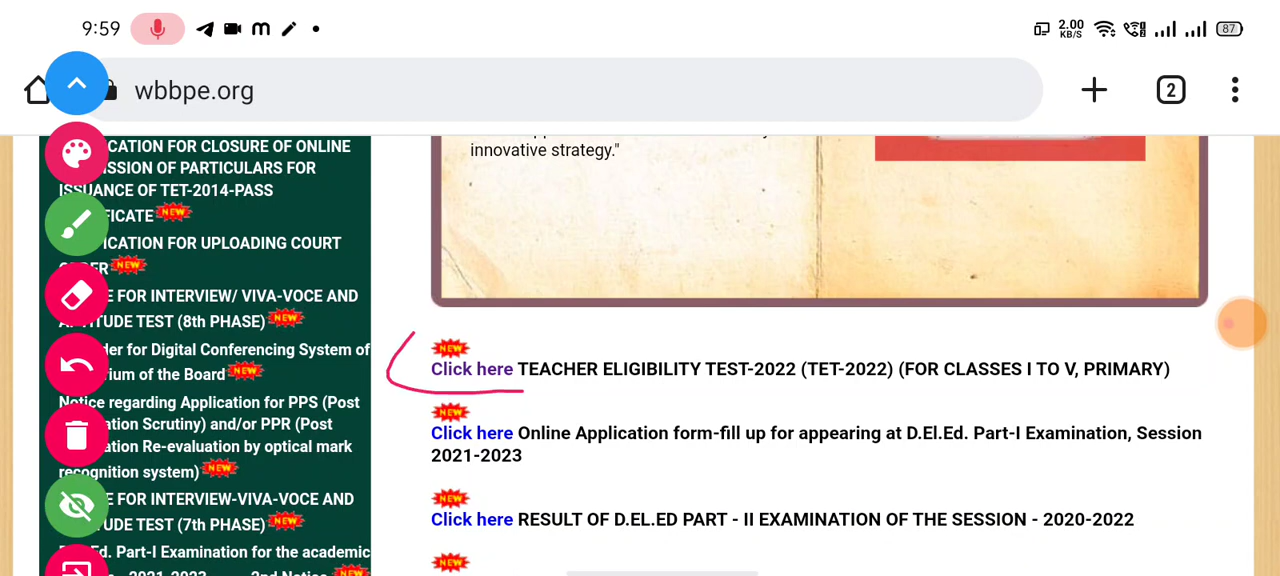 9:59
2.00
KB/S
87
wbbpe.org
2
ICATION FOR CLOSURE OF ONLINE
ISSION OF PARTICULARS FOR
ISSUANCE OF TET-2014-PASS
FICATE NEW
ICATION FOR UPLOADING COURT
ER NEW
E FOR INTERVIEW/ VIVA-VOCE AND
TUDE TEST (8th PHASE) NEW
der for Digital Conferencing System of
rium of the Board NEW
Notice regarding Application for PPS (Post
ation Scrutiny) and/or PPR (Post
ation Re-evaluation by optical mark
recognition system) NEW
E FOR INTERVIEW-VIVA-VOCE AND
UDE TEST (7th PHASE) NEW
Ed. Part-I Examination for the academic
2021-2023 2nd Notice NEW
innovative strategy."
NEW
Click here TEACHER ELIGIBILITY TEST-2022 (TET-2022) (FOR CLASSES I TO V, PRIMARY)
NEW
Click here Online Application form-fill up for appearing at D.El.Ed. Part-I Examination, Session
2021-2023
NEW
Click here RESULT OF D.EL.ED PART - II EXAMINATION OF THE SESSION - 2020-2022
NEW